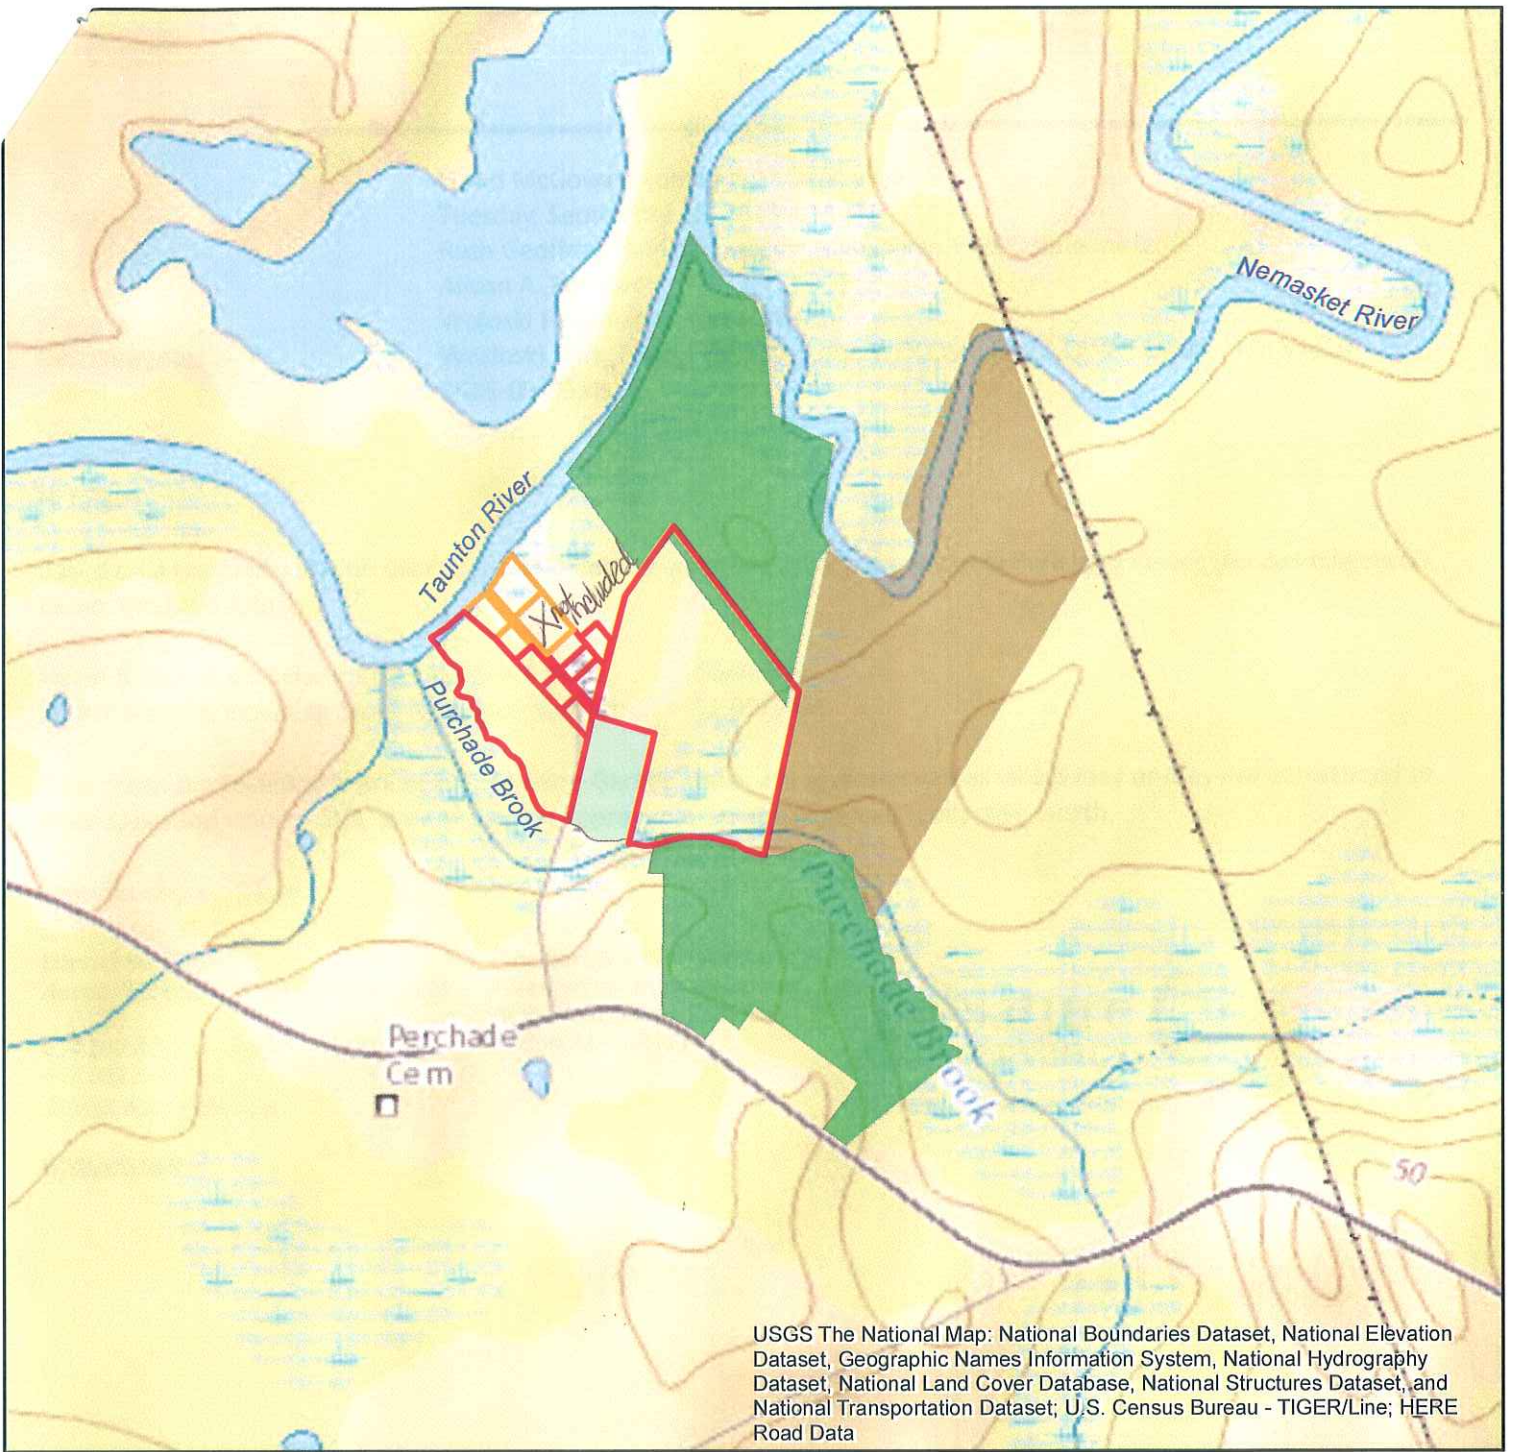 Nemasket River
Taunton River
X not
included
Purchade Brook
Purchade Brook
Perchade
Cem
50
USGS The National Map: National Boundaries Dataset, National Elevation
Dataset, Geographic Names Information System, National Hydrography
Dataset, National Land Cover Database, National Structures Dataset, and
National Transportation Dataset; U.S. Census Bureau - TIGER/Line; HERE
Road Data